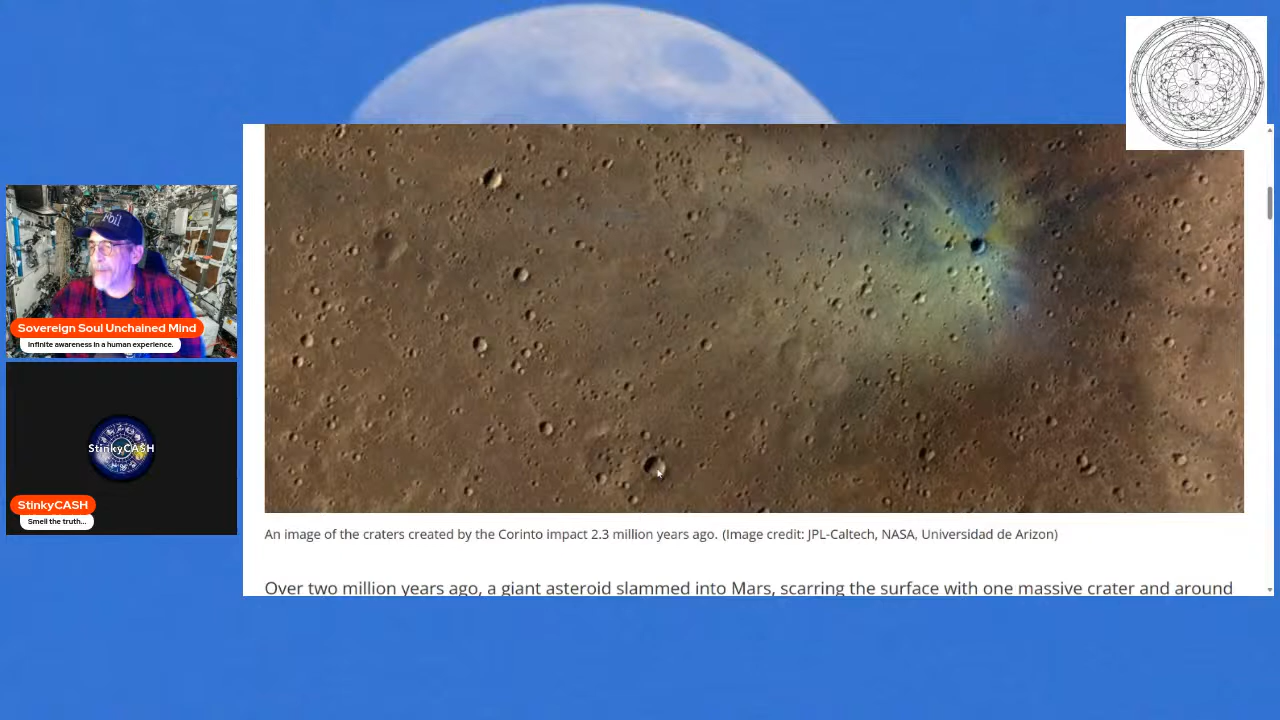 Foil
Sovereign Soul Unchained Mind
Infinite awareness in a human experience.
StinkyCA$H
StinkyCASH
Smell the truth...
An image of the craters created by the Corinto impact 2.3 million years ago. (Image credit: JPL-Caltech, NASA, Universidad de Arizon)
Over two million years ago, a giant asteroid slammed into Mars, scarring the surface with one massive crater and around